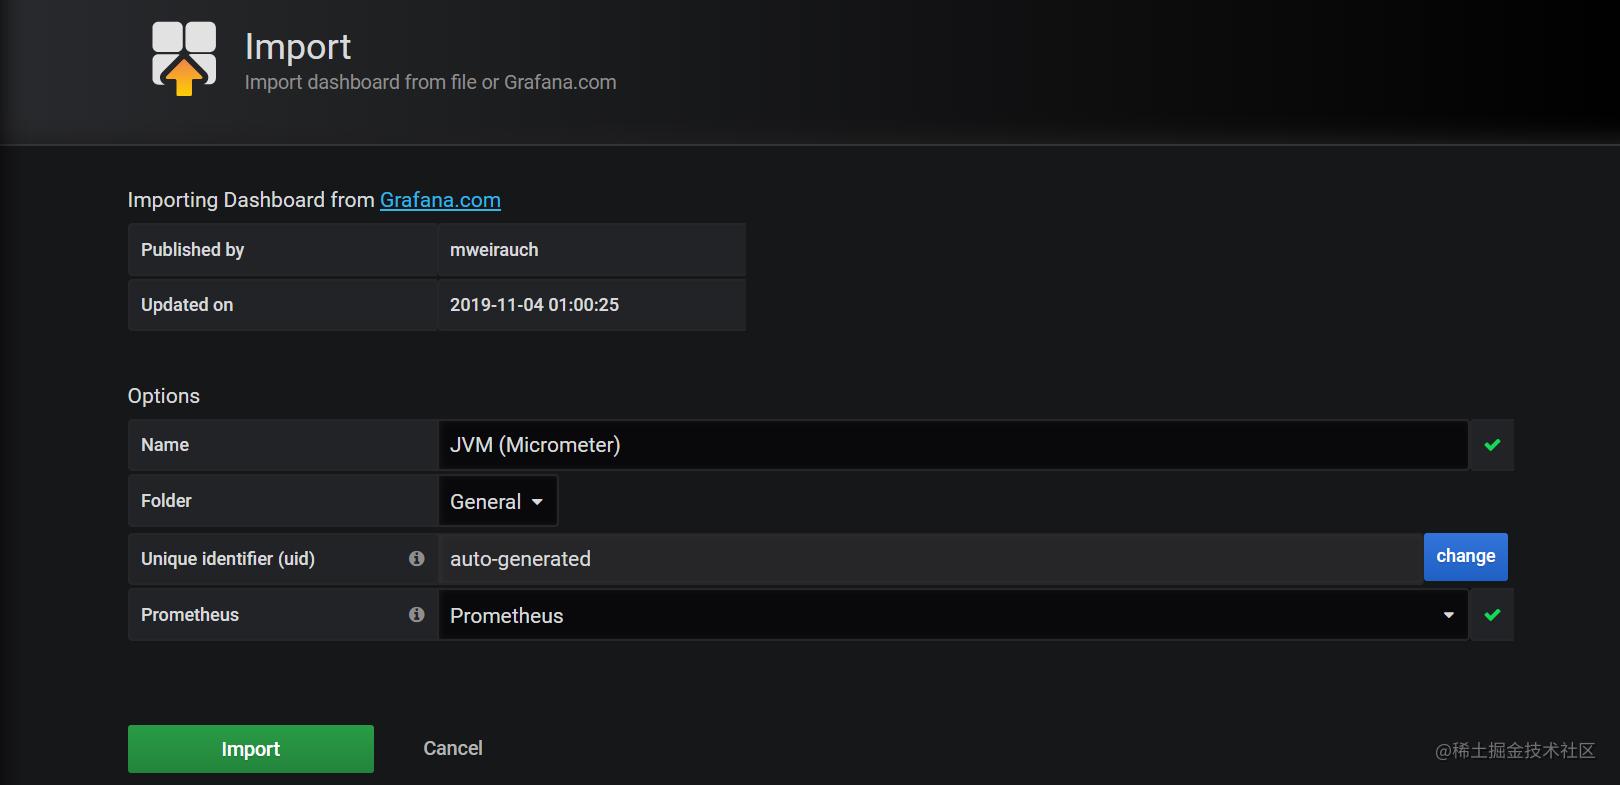 Import
Import dashboard from file or Grafana.com
Importing Dashboard from Grafana.com
Published by mweirauch
Updated on 2019-11-04 01:00:25
Options
Name JVM (Micrometer)
Folder General
Unique identifier (uid) auto-generated change
Prometheus Prometheus
Import Cancel
@稀土掘金技术社区